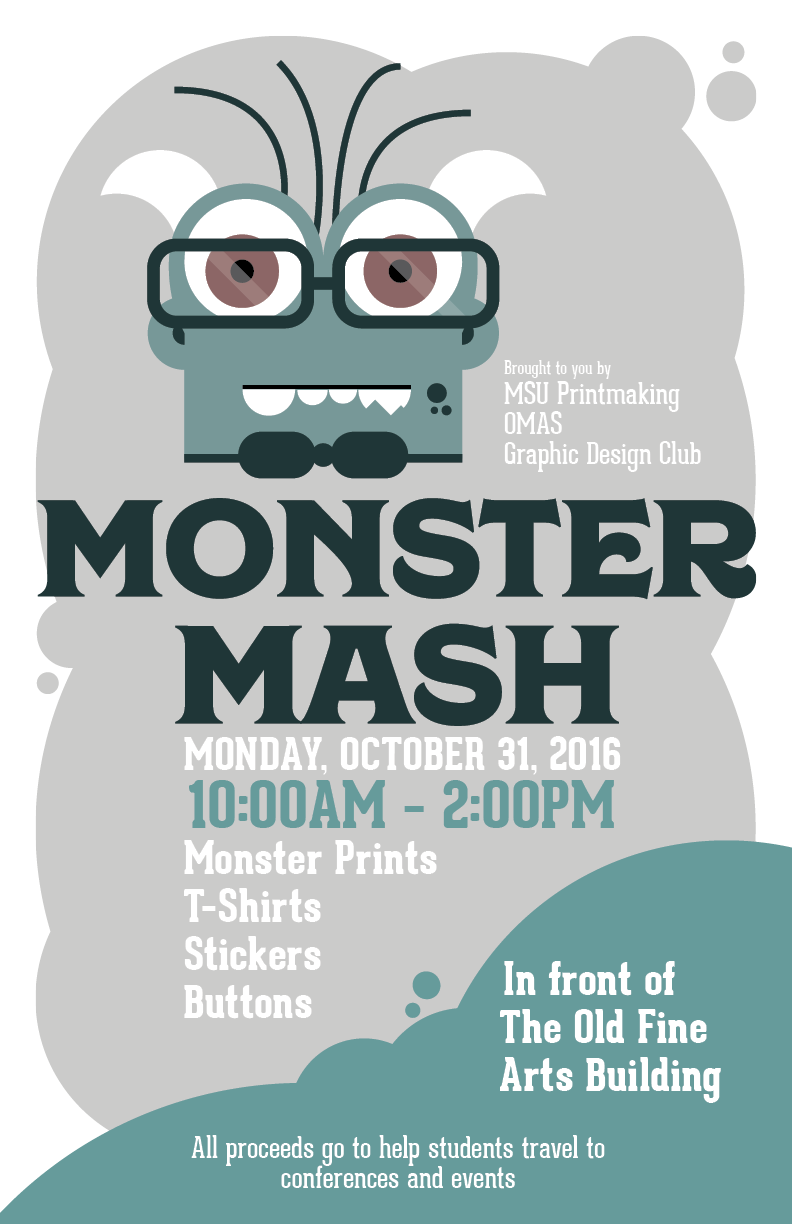 Brought to you by
MSU Printmaking
OMAS
Graphic Design Club
MONSTER
MASH
MONDAY, OCTOBER 31, 2016
10:00AM - 2:00PM
Monster Prints
T-Shirts
Stickers
Buttons
In front of
The Old Fine
Arts Building
All proceeds go to help students travel to
conferences and events